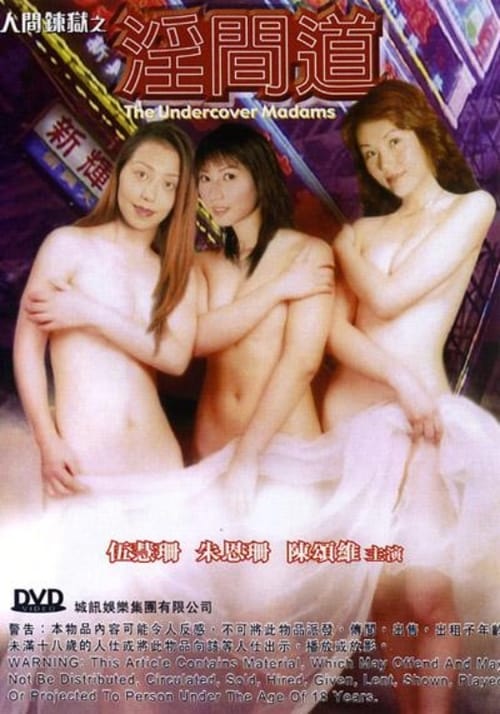 人間鍊獄之
淫間道
The Undercover Madams
新輝
伍慧珊 朱恩珊 陳頌維 主演
DVD
VIDEO
城訊娛樂集團有限公司
警告：本物品內容可能令人反感，不可將此物品派發，傳閱，出售，出租予年齡
未滿十八歲的人仕或將此物品向該等人仕出示，播放或放影。
WARNING: This Article Contains Material, Which May Offend And May
Not Be Distributed, Circulated, Sold, Hired, Given, Lent, Shown, Played
Or Projected To Person Under The Age Of 18 Years.